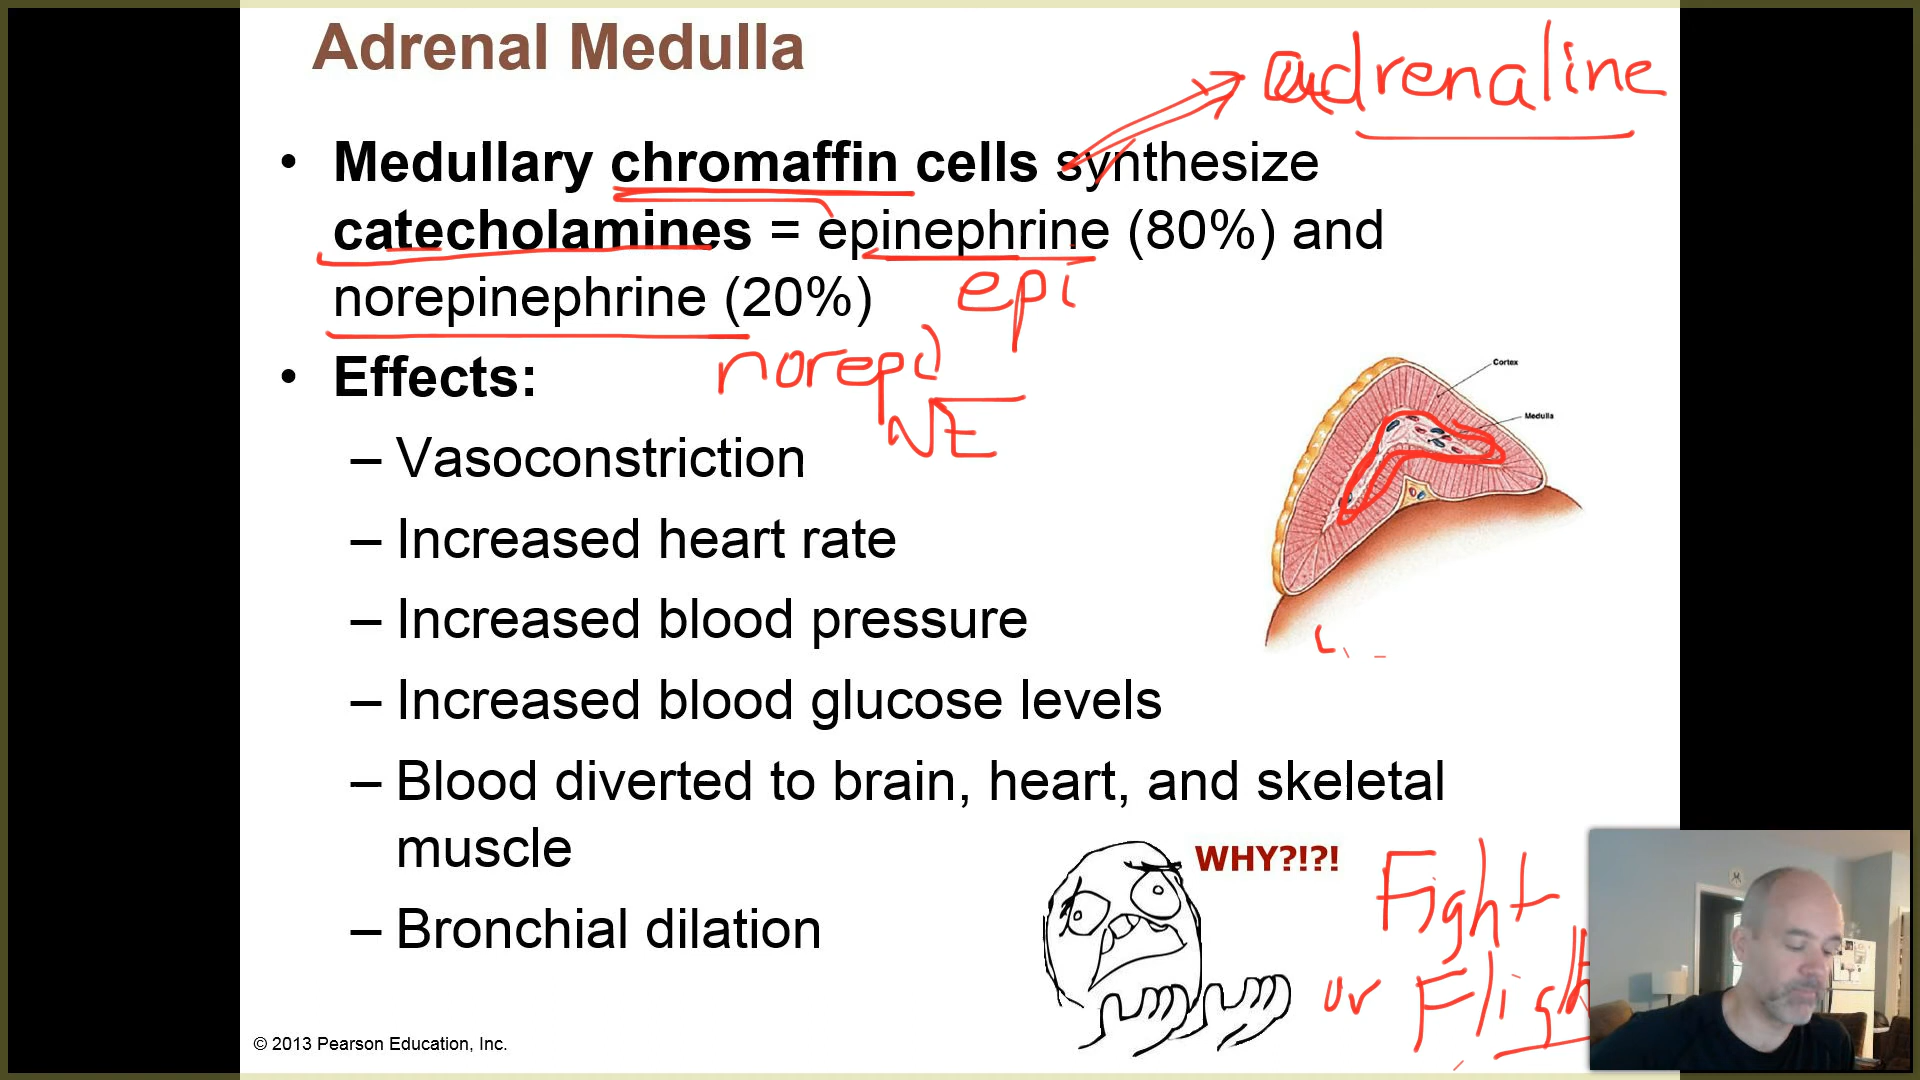 Adrenal Medulla
adrenaline
• Medullary chromaffin cells synthesize
catecholamines = epinephrine (80%) and
norepinephrine (20%)
epi
norepi
NE
• Effects:
– Vasoconstriction
– Increased heart rate
– Increased blood pressure
– Increased blood glucose levels
– Blood diverted to brain, heart, and skeletal
muscle
– Bronchial dilation
Cortex
Medulla
WHY?!?!
Fight
or Flight
© 2013 Pearson Education, Inc.